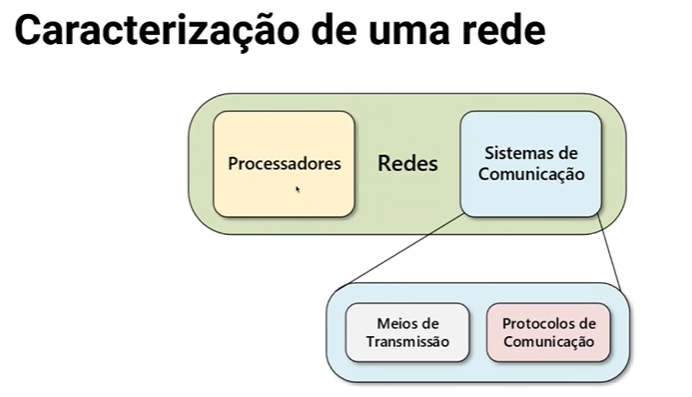 Caracterização de uma rede
Processadores
Redes
Sistemas de
Comunicação
Meios de
Transmissão
Protocolos de
Comunicação